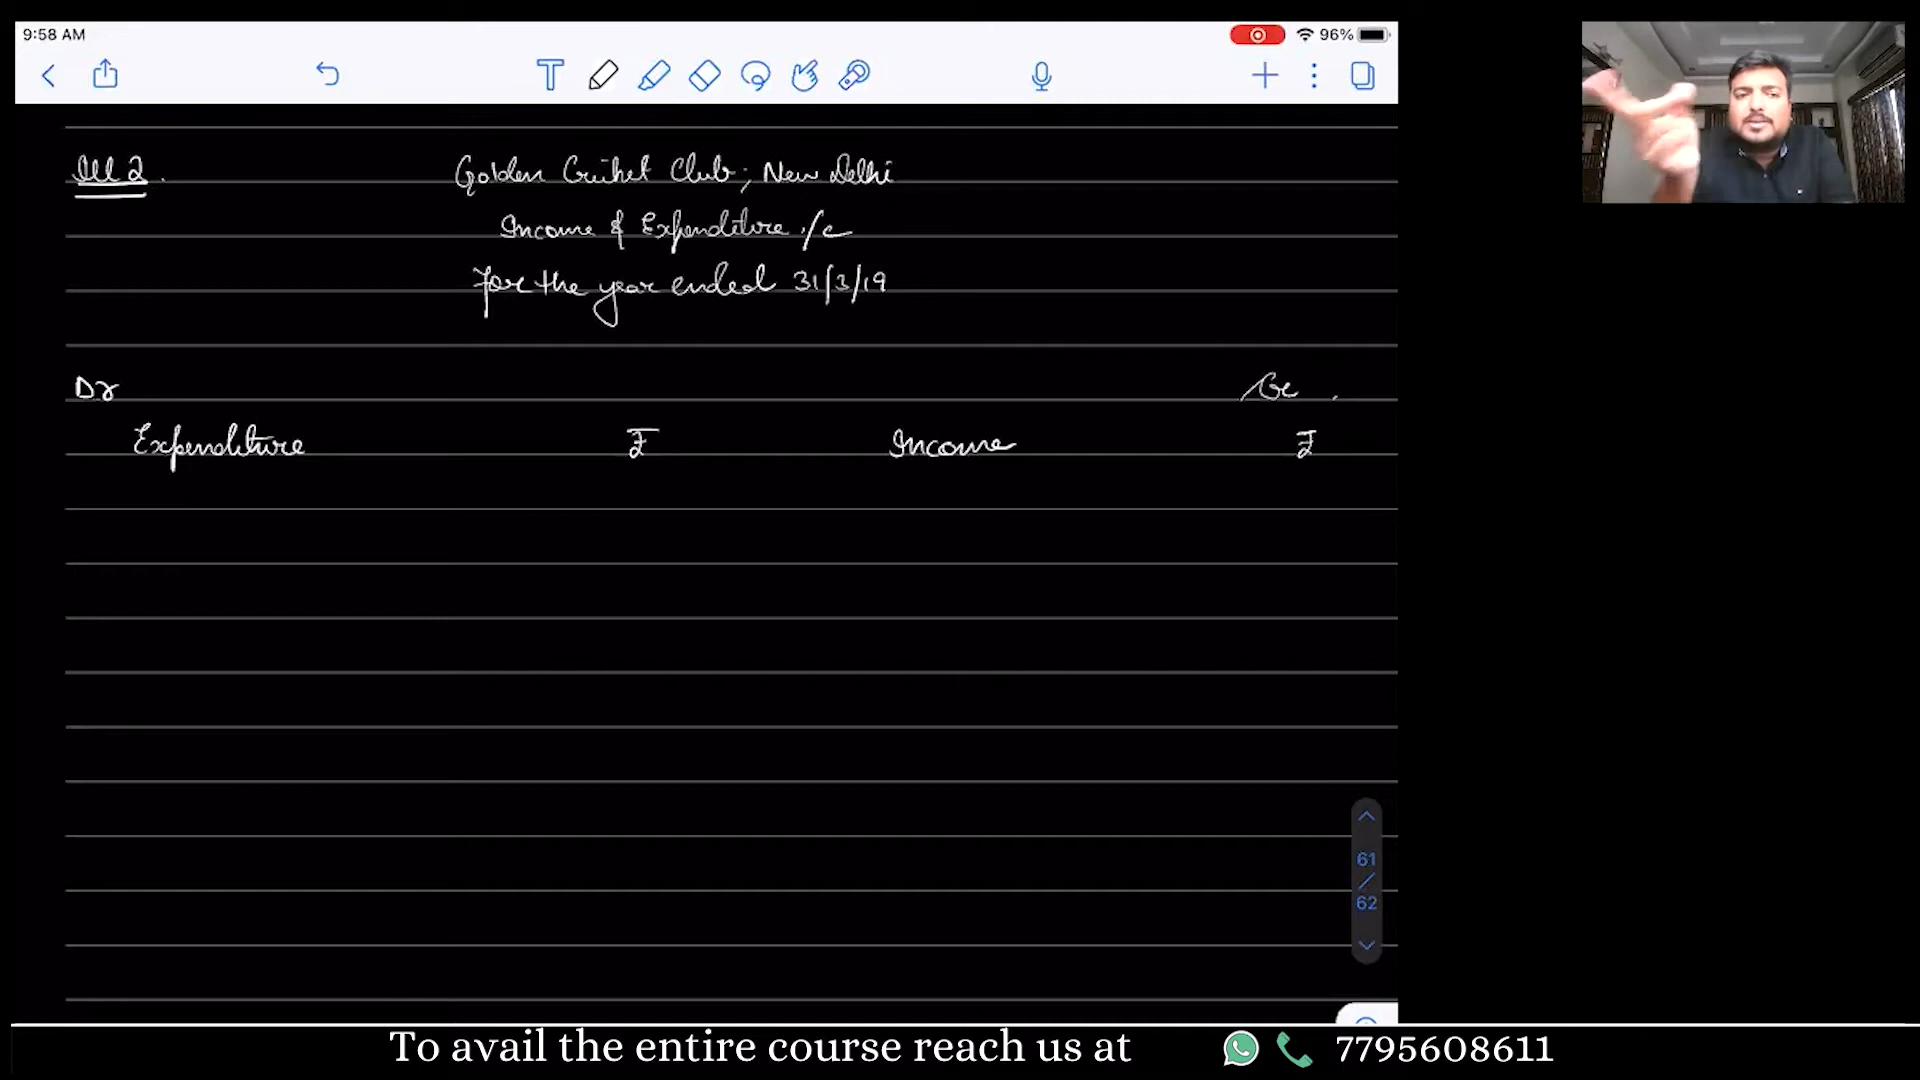 9:58 AM
96%
Ill 2.
Golden Cricket Club; New Delhi
Income & Expenditure A/c
for the year ended 31/3/19
Dr
Cr.
Expenditure ₹ Income ₹
61
/
62
To avail the entire course reach us at 7795608611